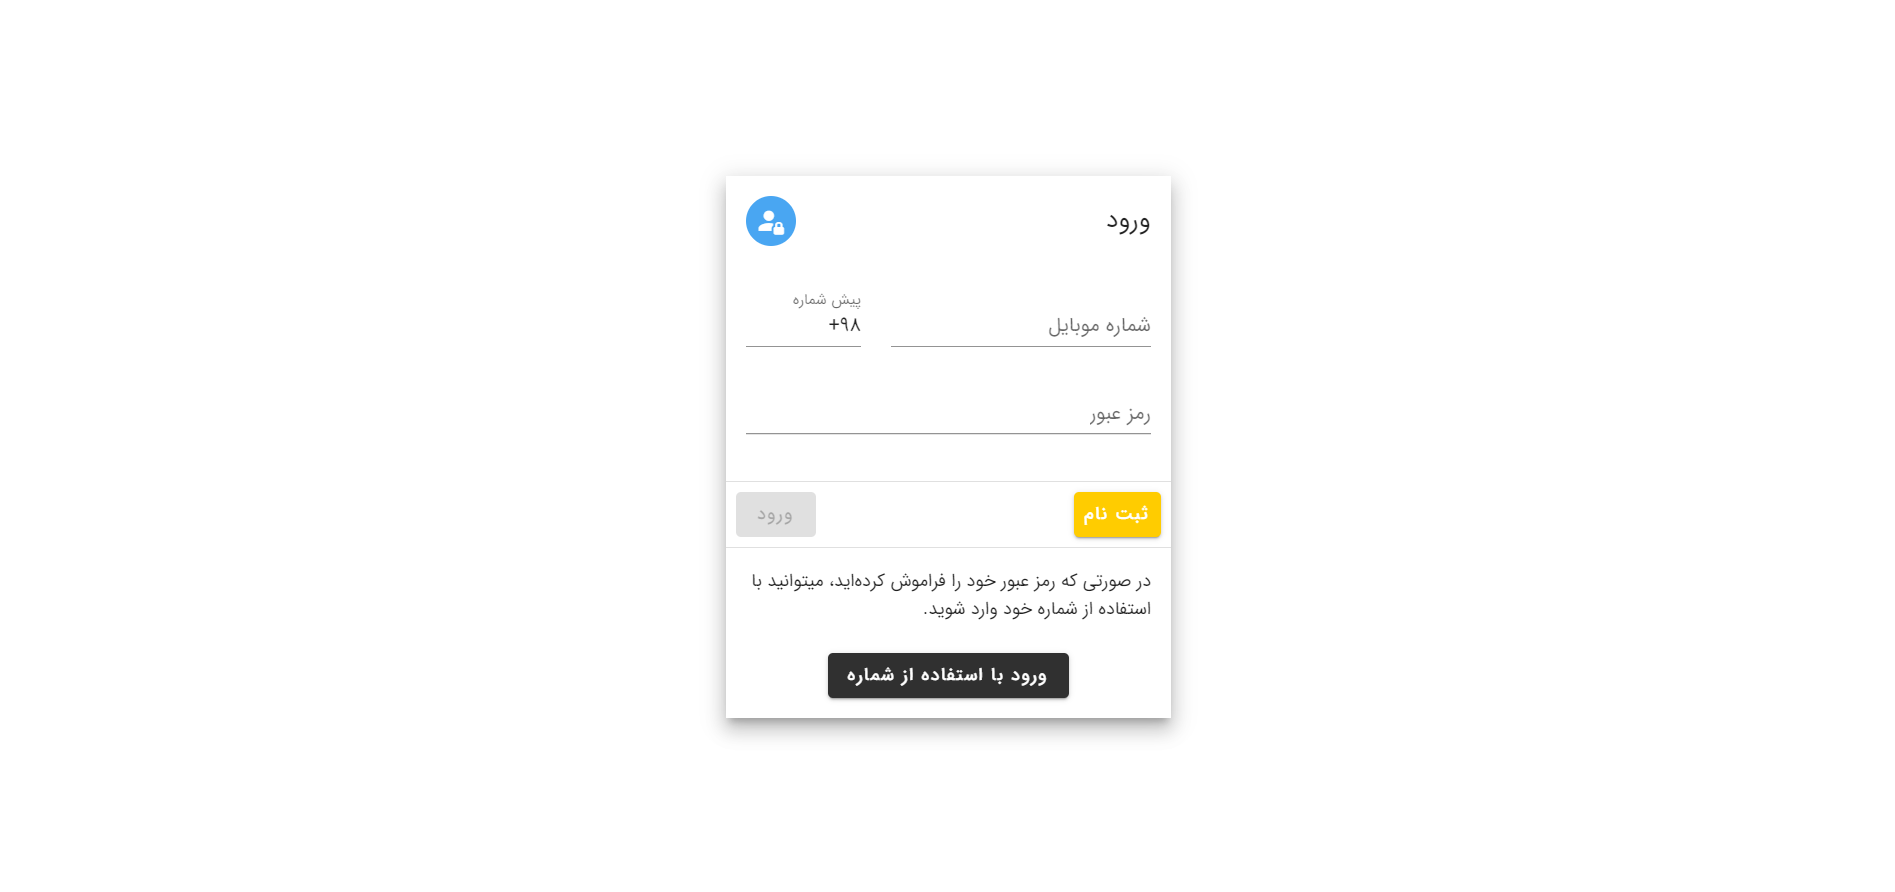 ورود
شماره موبایل
پیش شماره
+۹۸
رمز عبور
ثبت نام
ورود
در صورتی که رمز عبور خود را فراموش کرده‌اید، میتوانید با
استفاده از شماره خود وارد شوید.
ورود با استفاده از شماره